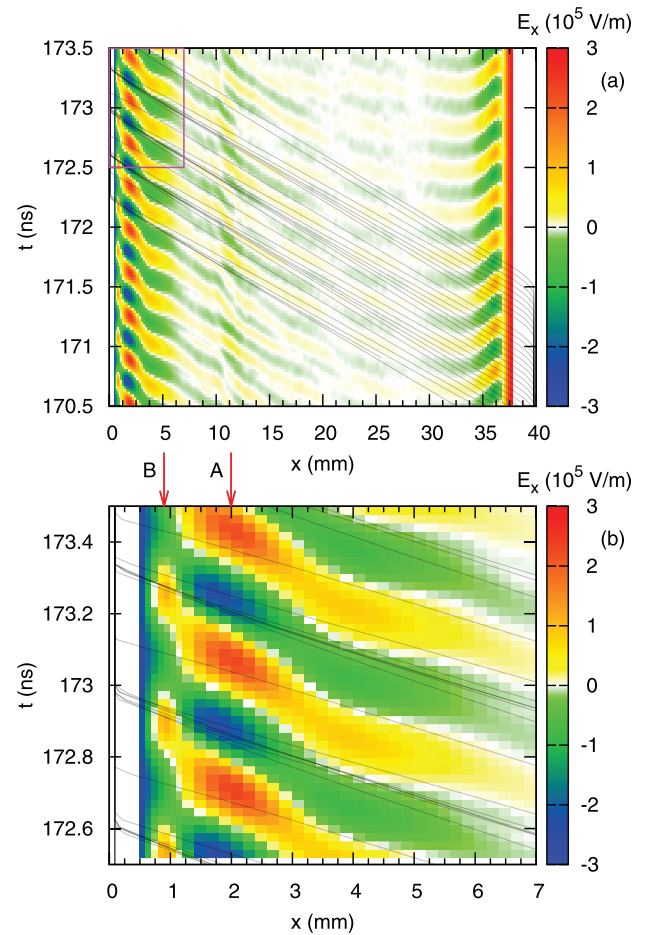 E_x (10^5 V/m)
(a)
173.5
173
172.5
172
171.5
171
170.5
t (ns)
0 5 10 15 20 25 30 35 40
x (mm)
3
2
1
0
-1
-2
-3
B A
E_x (10^5 V/m)
(b)
173.4
173.2
173
172.8
172.6
t (ns)
0 1 2 3 4 5 6 7
x (mm)
3
2
1
0
-1
-2
-3